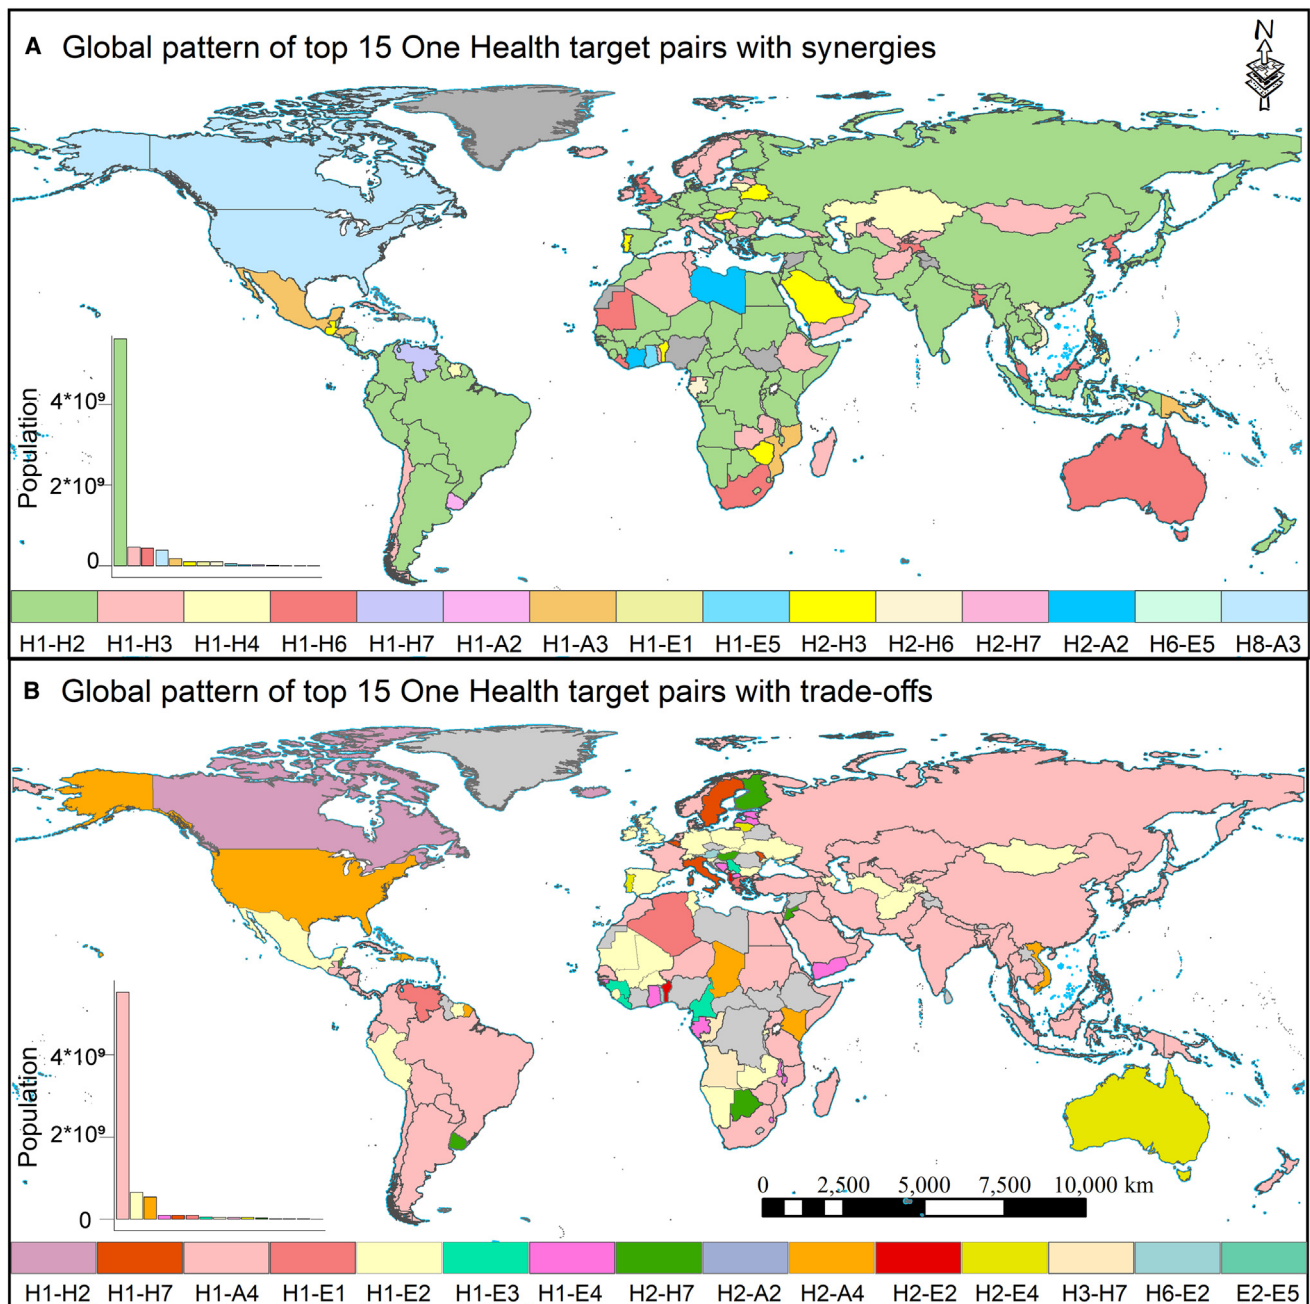 A Global pattern of top 15 One Health target pairs with synergies
N
Population
4*10⁹
2*10⁹
0
H1-H2 H1-H3 H1-H4 H1-H6 H1-H7 H1-A2 H1-A3 H1-E1 H1-E5 H2-H3 H2-H6 H2-H7 H2-A2 H6-E5 H8-A3
B Global pattern of top 15 One Health target pairs with trade-offs
Population
4*10⁹
2*10⁹
0
0 2,500 5,000 7,500 10,000 km
H1-H2 H1-H7 H1-A4 H1-E1 H1-E2 H1-E3 H1-E4 H2-H7 H2-A2 H2-A4 H2-E2 H2-E4 H3-H7 H6-E2 E2-E5